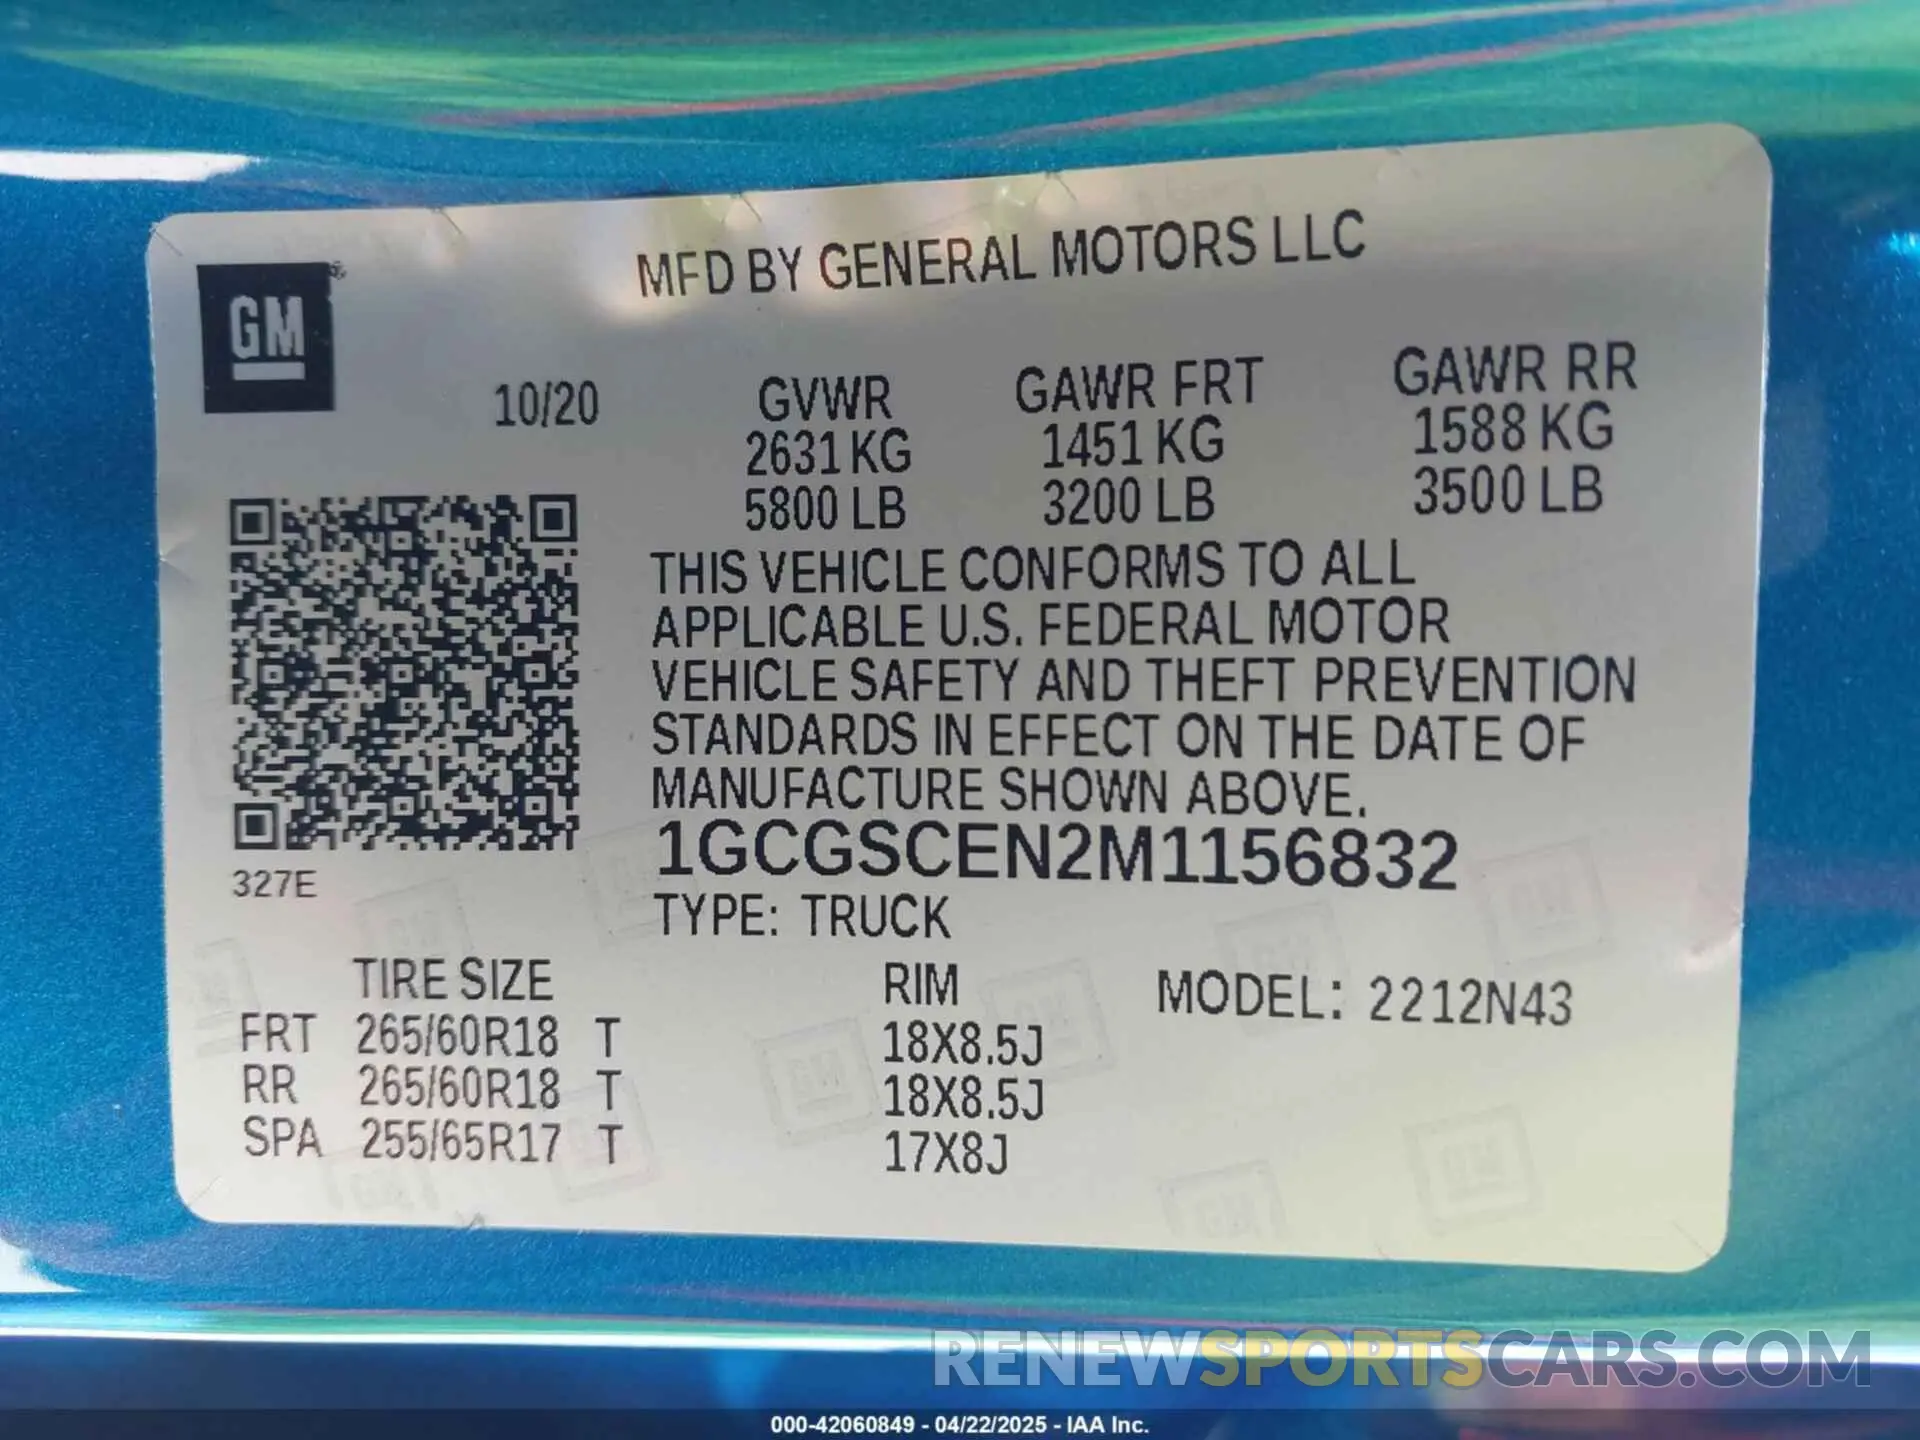 MFD BY GENERAL MOTORS LLC
GM
10/20 GVWR GAWR FRT GAWR RR
2631 KG 1451 KG 1588 KG
5800 LB 3200 LB 3500 LB
THIS VEHICLE CONFORMS TO ALL
APPLICABLE U.S. FEDERAL MOTOR
VEHICLE SAFETY AND THEFT PREVENTION
STANDARDS IN EFFECT ON THE DATE OF
MANUFACTURE SHOWN ABOVE.
1GCGSCEN2M1156832
327E
TYPE: TRUCK
TIRE SIZE RIM MODEL: 2212N43
FRT 265/60R18 T 18X8.5J
RR 265/60R18 T 18X8.5J
SPA 255/65R17 T 17X8J
RENEWSPORTSCARS.COM
000-42060849 - 04/22/2025 - IAA Inc.